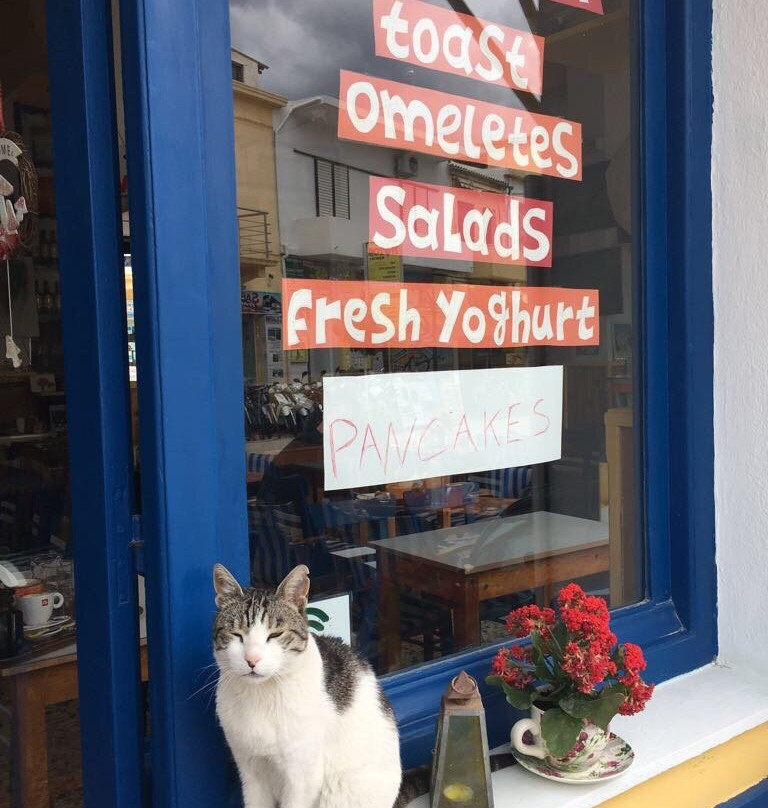 toast
omeletes
salads
fresh Yoghurt
PANCAKES